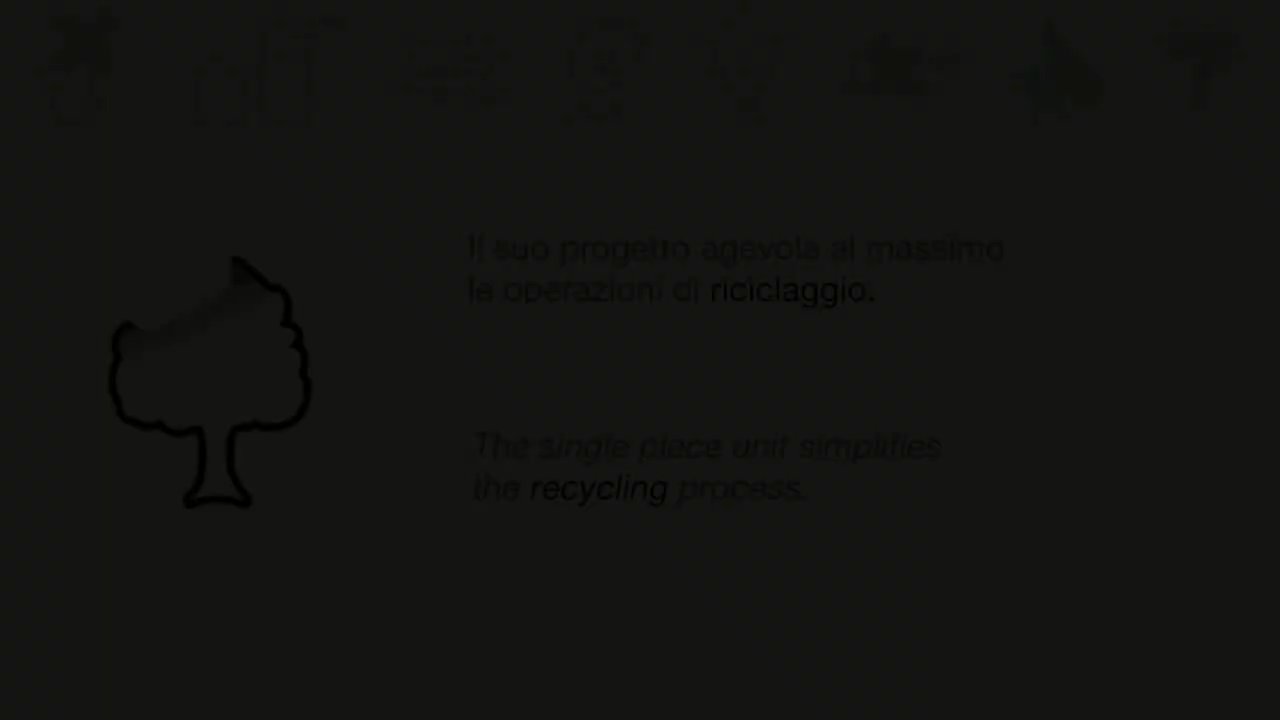 Il suo progetto agevola al massimo
le operazioni di riciclaggio.
The single piece unit simplifies
the recycling process.